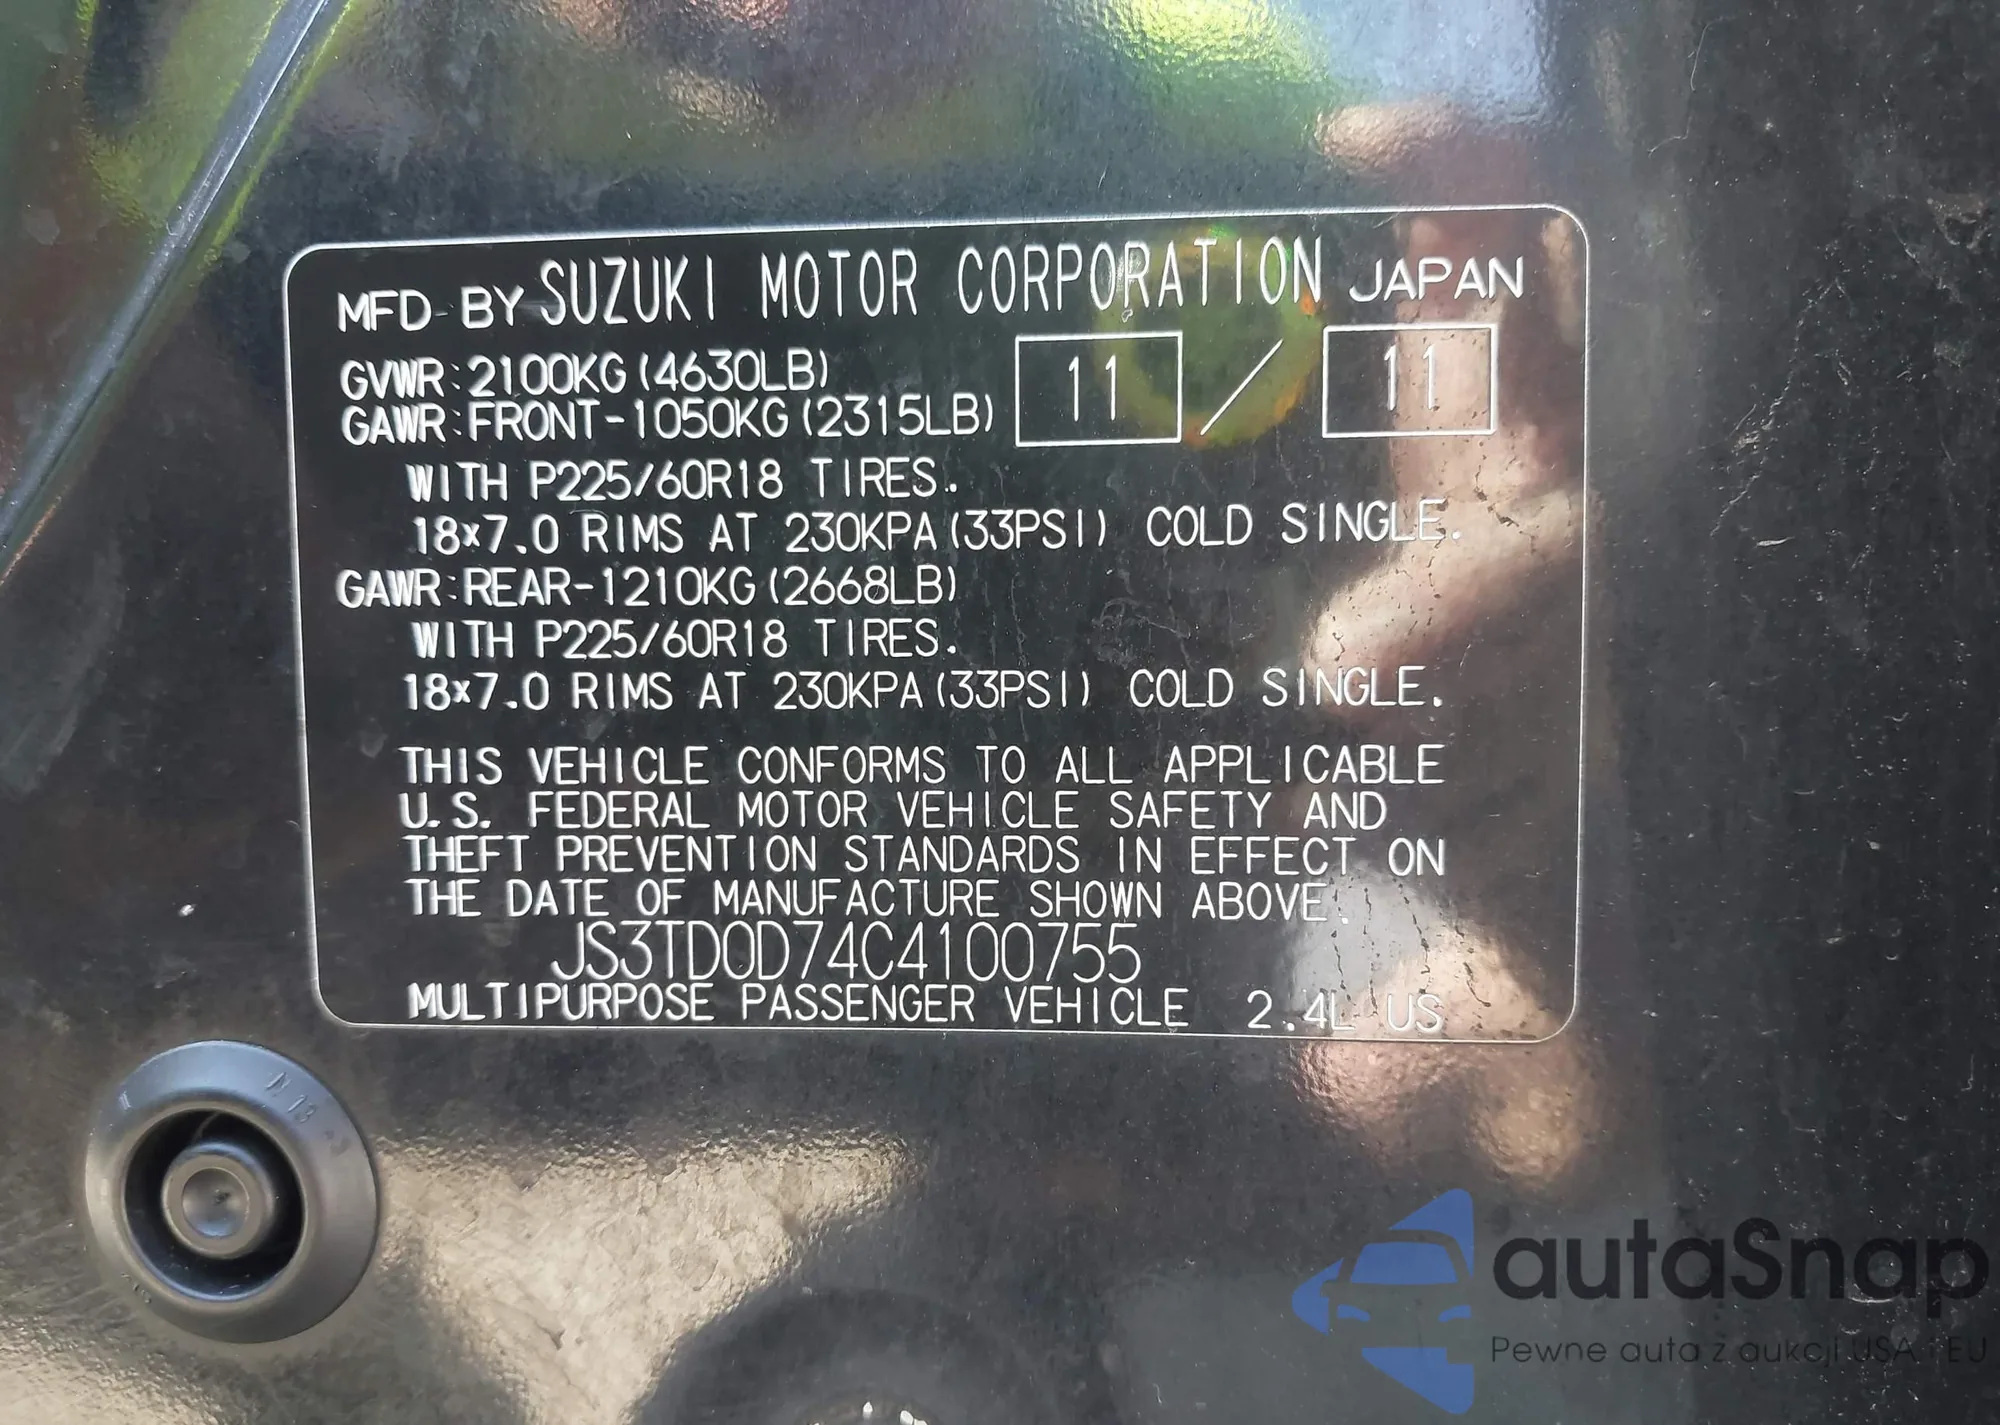 MFD BY SUZUKI MOTOR CORPORATION JAPAN
GVWR:2100KG(4630LB)
GAWR:FRONT-1050KG(2315LB) 11 / 11
WITH P225/60R18 TIRES.
18×7.0 RIMS AT 230KPA(33PSI) COLD SINGLE.
GAWR:REAR-1210KG(2668LB)
WITH P225/60R18 TIRES.
18×7.0 RIMS AT 230KPA(33PSI) COLD SINGLE.
THIS VEHICLE CONFORMS TO ALL APPLICABLE
U.S. FEDERAL MOTOR VEHICLE SAFETY AND
THEFT PREVENTION STANDARDS IN EFFECT ON
THE DATE OF MANUFACTURE SHOWN ABOVE.
JS3TD0D74C4100755
MULTIPURPOSE PASSENGER VEHICLE 2.4L US
autaSnap
Pewne auta z aukcji USA i EU